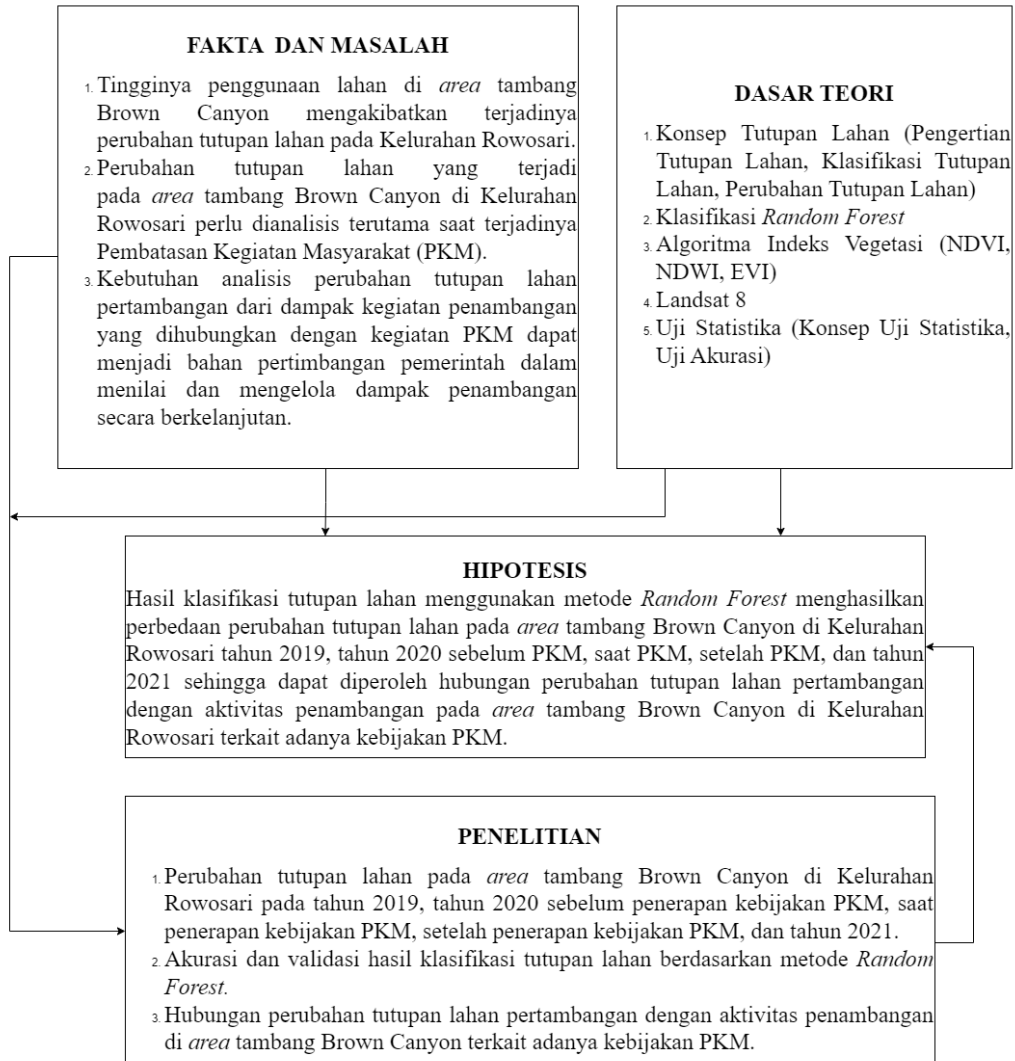 FAKTA DAN MASALAH
1. Tingginya penggunaan lahan di area tambang
Brown Canyon mengakibatkan terjadinya
perubahan tutupan lahan pada Kelurahan Rowosari.
2. Perubahan tutupan lahan yang terjadi
pada area tambang Brown Canyon di Kelurahan
Rowosari perlu dianalisis terutama saat terjadinya
Pembatasan Kegiatan Masyarakat (PKM).
3. Kebutuhan analisis perubahan tutupan lahan
pertambangan dari dampak kegiatan penambangan
yang dihubungkan dengan kegiatan PKM dapat
menjadi bahan pertimbangan pemerintah dalam
menilai dan mengelola dampak penambangan
secara berkelanjutan.
DASAR TEORI
1. Konsep Tutupan Lahan (Pengertian
Tutupan Lahan, Klasifikasi Tutupan
Lahan, Perubahan Tutupan Lahan)
2. Klasifikasi Random Forest
3. Algoritma Indeks Vegetasi (NDVI,
NDWI, EVI)
4. Landsat 8
5. Uji Statistika (Konsep Uji Statistika,
Uji Akurasi)
HIPOTESIS
Hasil klasifikasi tutupan lahan menggunakan metode Random Forest menghasilkan
perbedaan perubahan tutupan lahan pada area tambang Brown Canyon di Kelurahan
Rowosari tahun 2019, tahun 2020 sebelum PKM, saat PKM, setelah PKM, dan tahun
2021 sehingga dapat diperoleh hubungan perubahan tutupan lahan pertambangan
dengan aktivitas penambangan pada area tambang Brown Canyon di Kelurahan
Rowosari terkait adanya kebijakan PKM.
PENELITIAN
1. Perubahan tutupan lahan pada area tambang Brown Canyon di Kelurahan
Rowosari pada tahun 2019, tahun 2020 sebelum penerapan kebijakan PKM, saat
penerapan kebijakan PKM, setelah penerapan kebijakan PKM, dan tahun 2021.
2. Akurasi dan validasi hasil klasifikasi tutupan lahan berdasarkan metode Random
Forest.
3. Hubungan perubahan tutupan lahan pertambangan dengan aktivitas penambangan
di area tambang Brown Canyon terkait adanya kebijakan PKM.